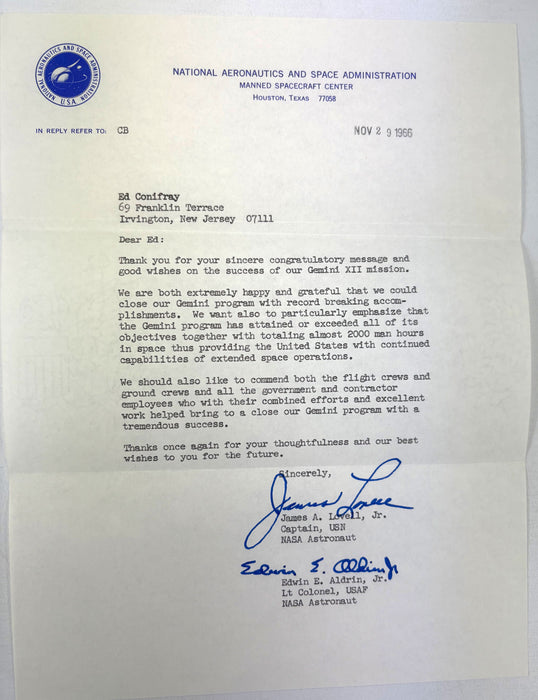 NATIONAL AERONAUTICS AND SPACE ADMINISTRATION
U.S.A.
NATIONAL AERONAUTICS AND SPACE ADMINISTRATION
MANNED SPACECRAFT CENTER
HOUSTON, TEXAS 77058
IN REPLY REFER TO: CB
NOV 2 9 1966
Ed Conifray
69 Franklin Terrace
Irvington, New Jersey 07111
Dear Ed:
Thank you for your sincere congratulatory message and
good wishes on the success of our Gemini XII mission.
We are both extremely happy and grateful that we could
close our Gemini program with record breaking accom-
plishments. We want also to particularly emphasize that
the Gemini program has attained or exceeded all of its
objectives together with totaling almost 2000 man hours
in space thus providing the United States with continued
capabilities of extended space operations.
We should also like to commend both the flight crews and
ground crews and all the government and contractor
employees who with their combined efforts and excellent
work helped bring to a close our Gemini program with a
tremendous success.
Thanks once again for your thoughtfulness and our best
wishes to you for the future.
Sincerely,
James Lovell
James A. Lovell, Jr.
Captain, USN
NASA Astronaut
Edwin E. Aldrin Jr
Edwin E. Aldrin, Jr.
Lt Colonel, USAF
NASA Astronaut